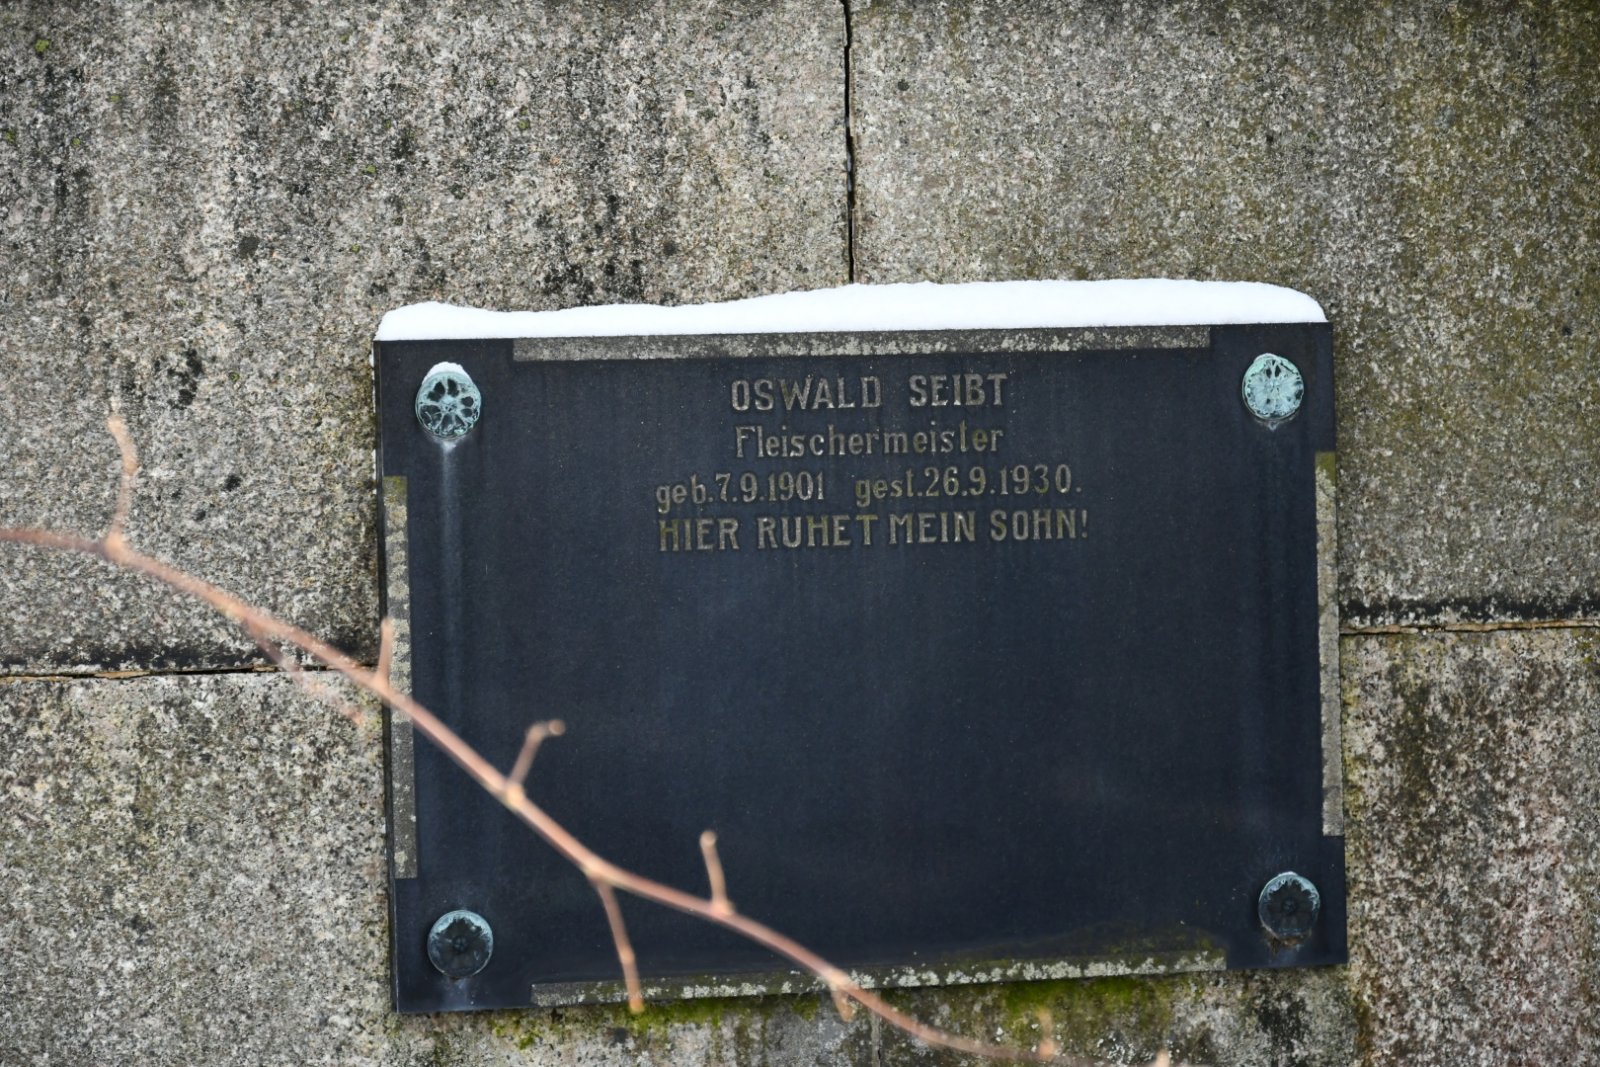 OSWALD SEIBT
Fleischermeister
geb. 7.9.1901 gest. 26.9.1930.
HIER RUHET MEIN SOHN!